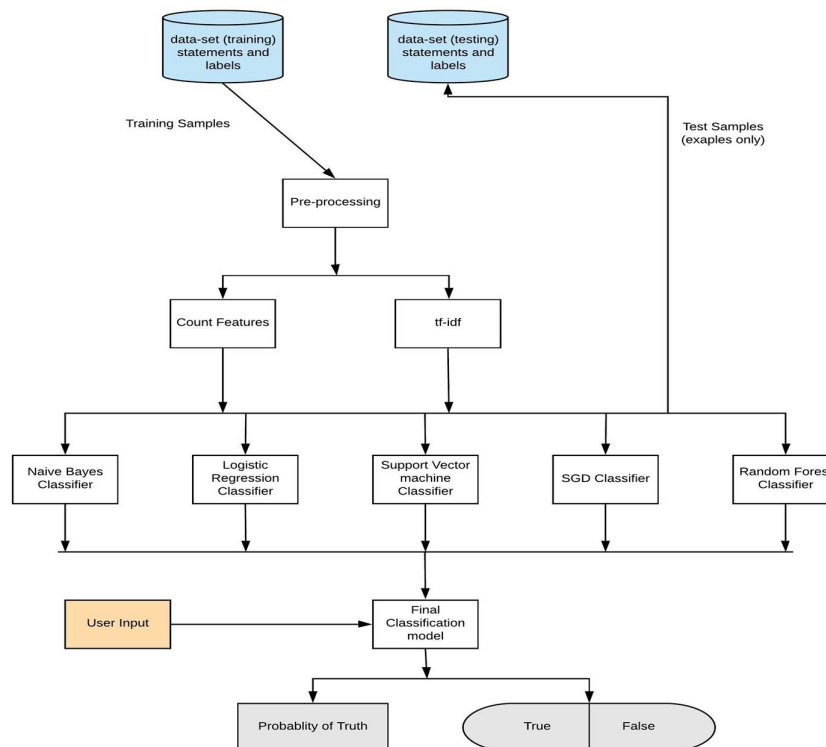 data-set (training)
statements and
labels
data-set (testing)
statements and
labels
Training Samples
Test Samples
(exaples only)
Pre-processing
Count Features
tf-idf
Naive Bayes
Classifier
Logistic
Regression
Classifier
Support Vector
machine
Classifier
SGD Classifier
Random Fores
Classifier
User Input
Final
Classification
model
Probablity of Truth
True
False